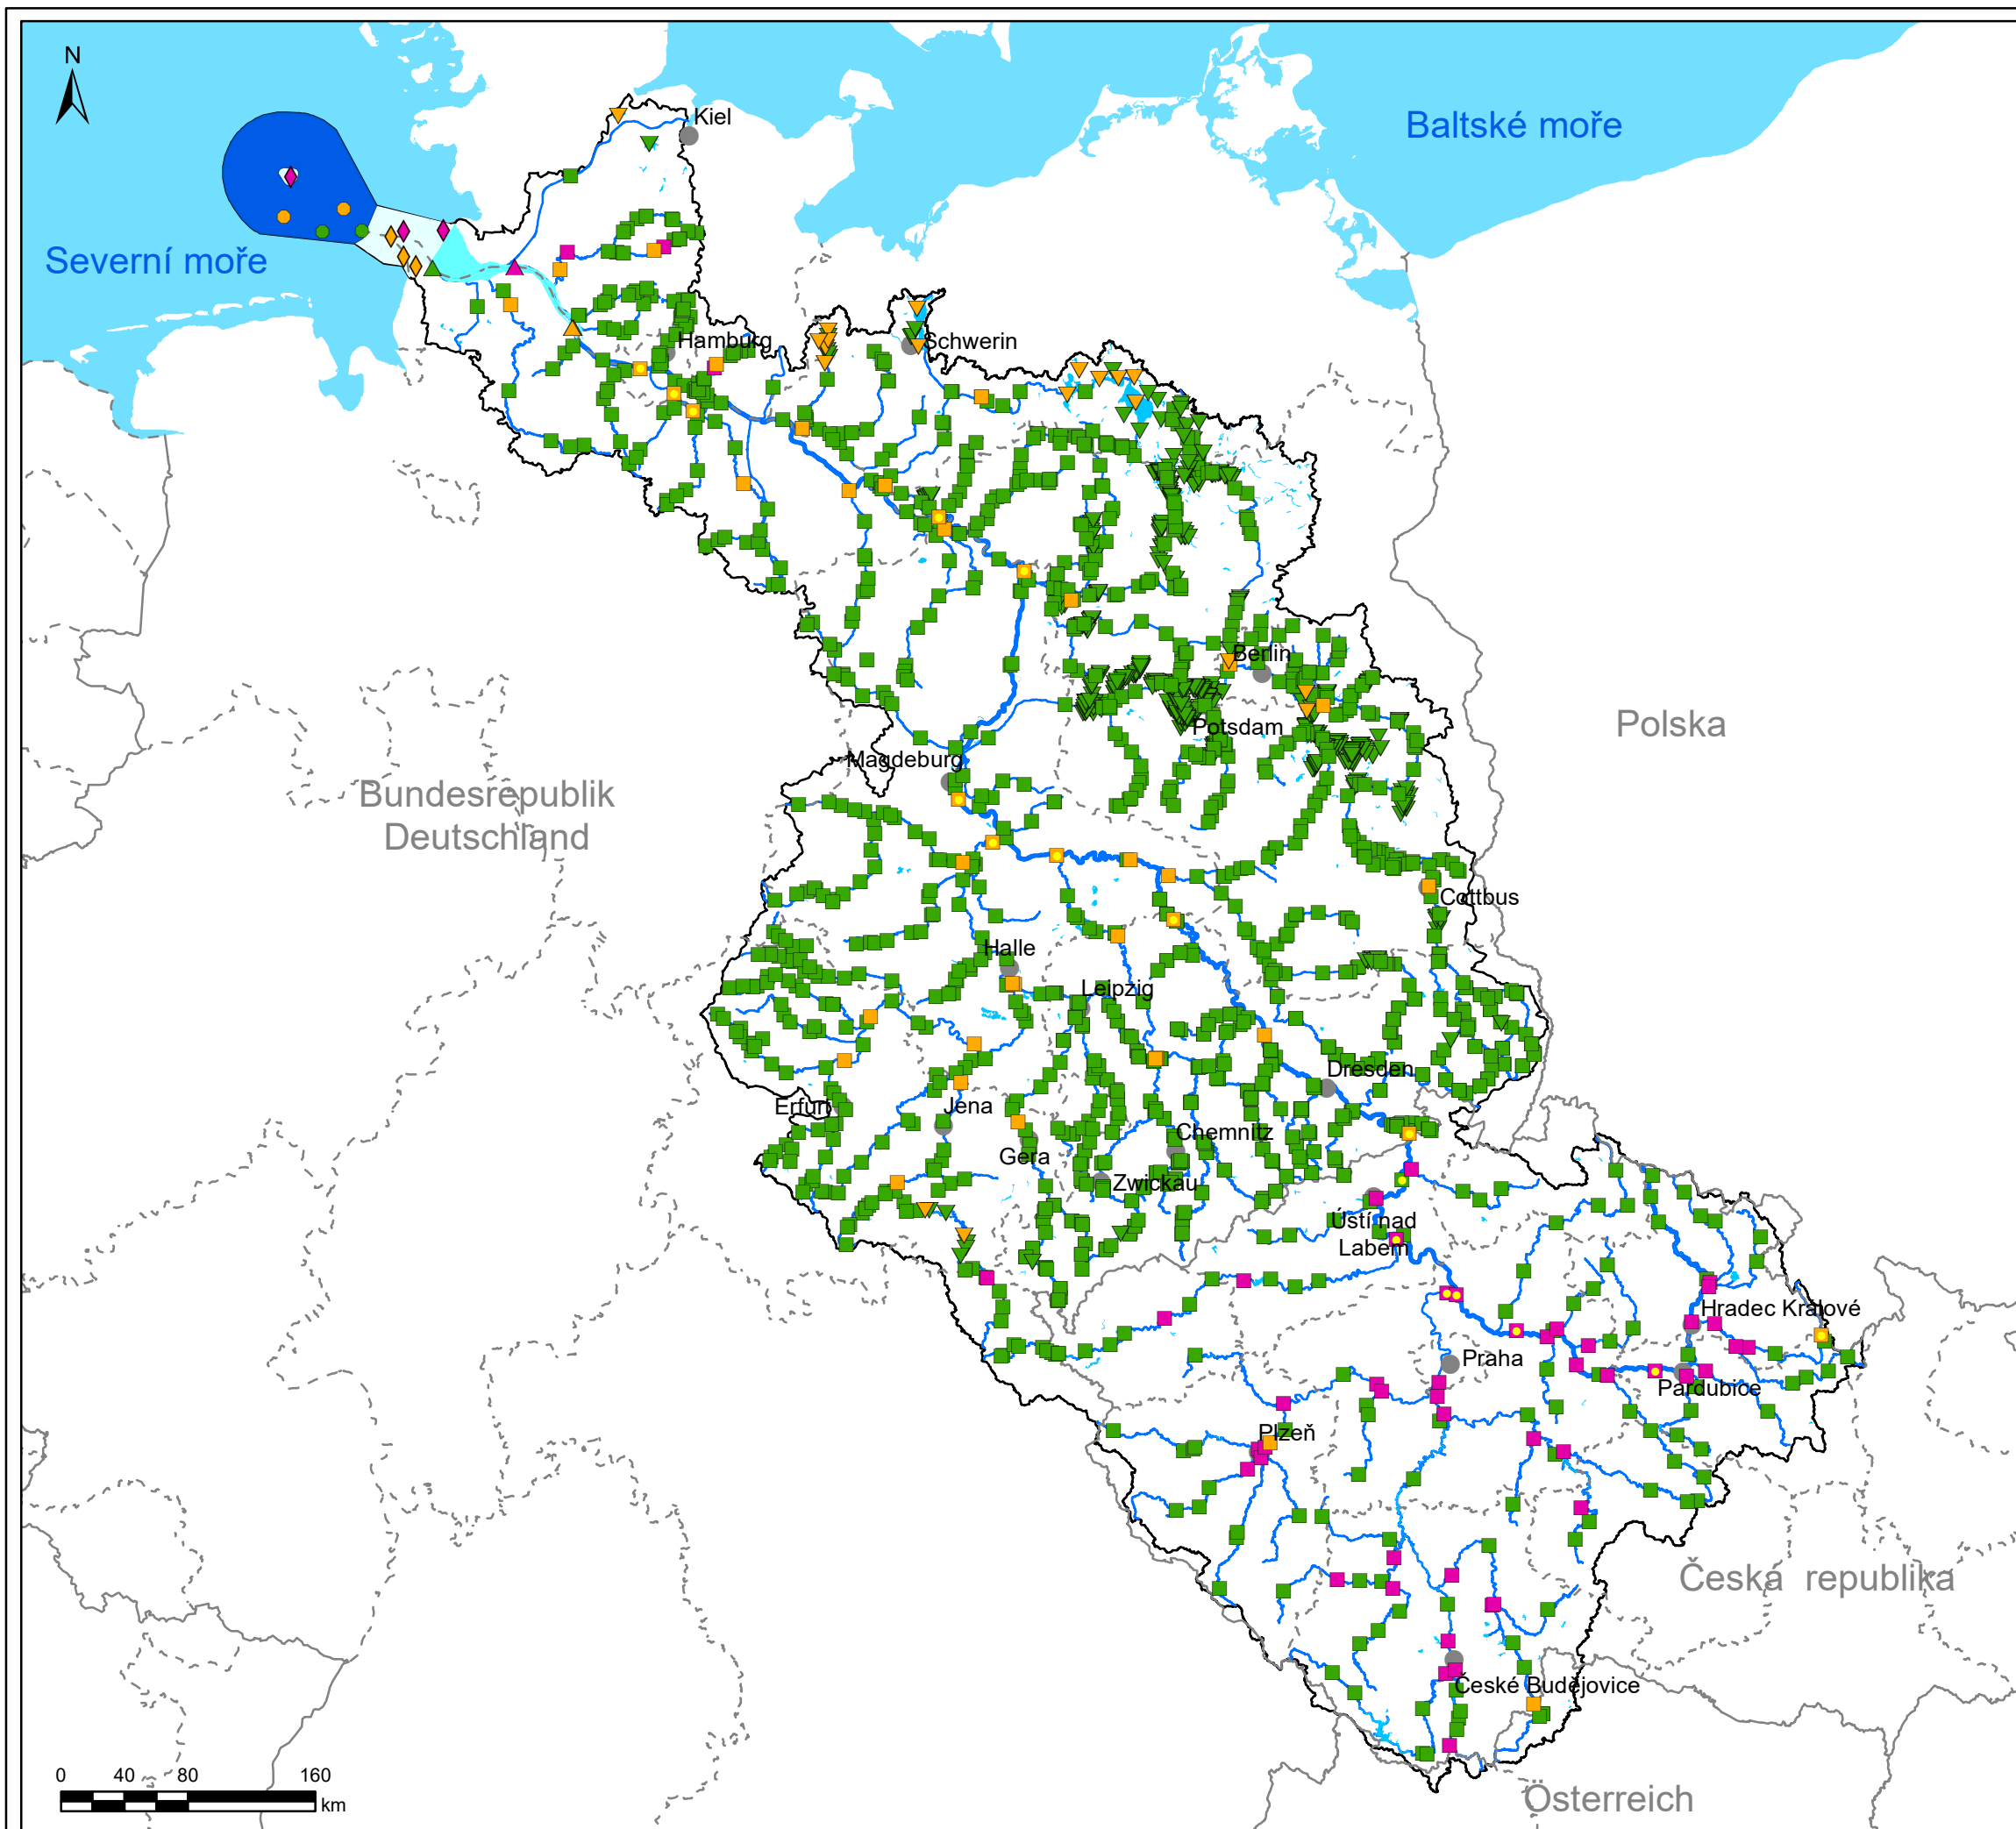 N
Kiel
Baltské moře
Severní moře
Hamburg
Schwerin
Berlin
Polska
Potsdam
Magdeburg
Bundesrepublik
Deutschland
Cottbus
Halle
Leipzig
Dresden
Erfurt
Jena
Chemnitz
Gera
Zwickau
Ústí nad
Labem
Hradec Králové
Praha
Pardubice
Plzeň
Česká republika
České Budějovice
Österreich
0 40 80 160
km